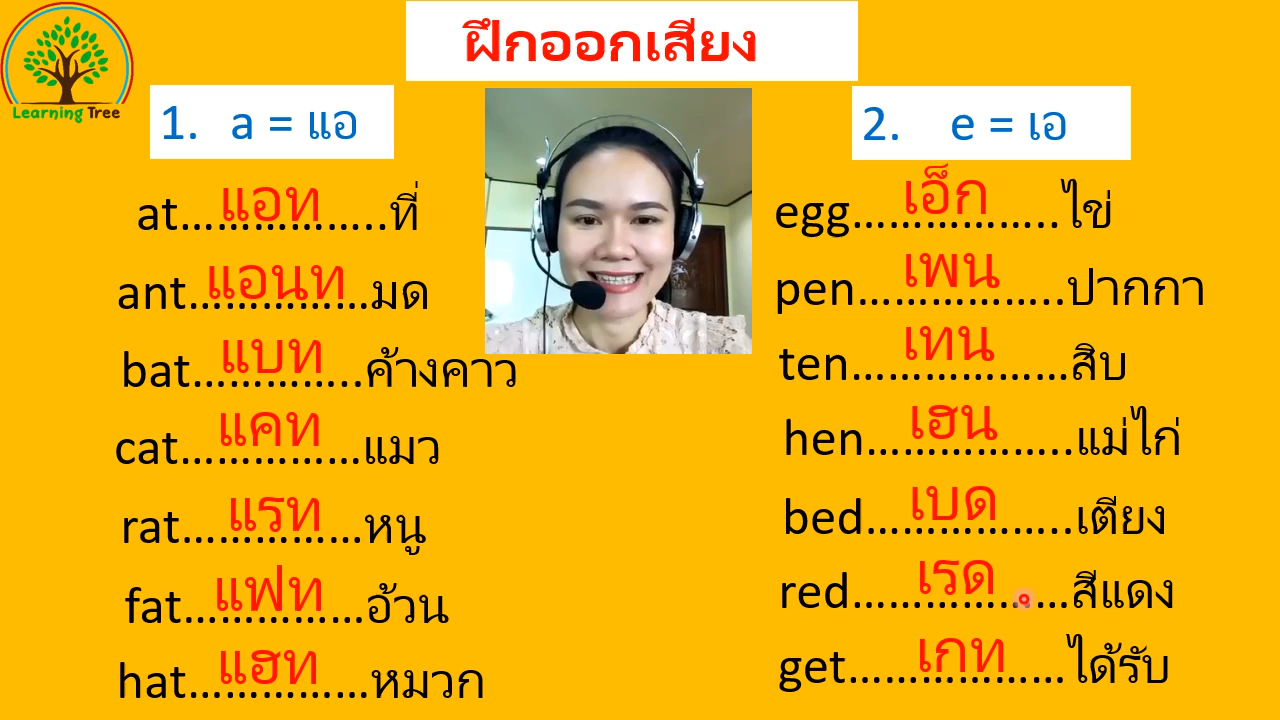 Learning Tree
ฝึกออกเสียง
1. a = แอ
at……แอท………..ที่
ant……แอนท………มด
bat……แบท……..ค้างคาว
cat……แคท………แมว
rat……แรท………หนู
fat……แฟท………อ้วน
hat……แฮท………หมวก
2. e = เอ
egg……เอ็ก………..ไข่
pen……เพน………..ปากกา
ten……เทน…………สิบ
hen……เฮน………..แม่ไก่
bed……เบด………..เตียง
red……เรด…………สีแดง
get……เกท…………ได้รับ